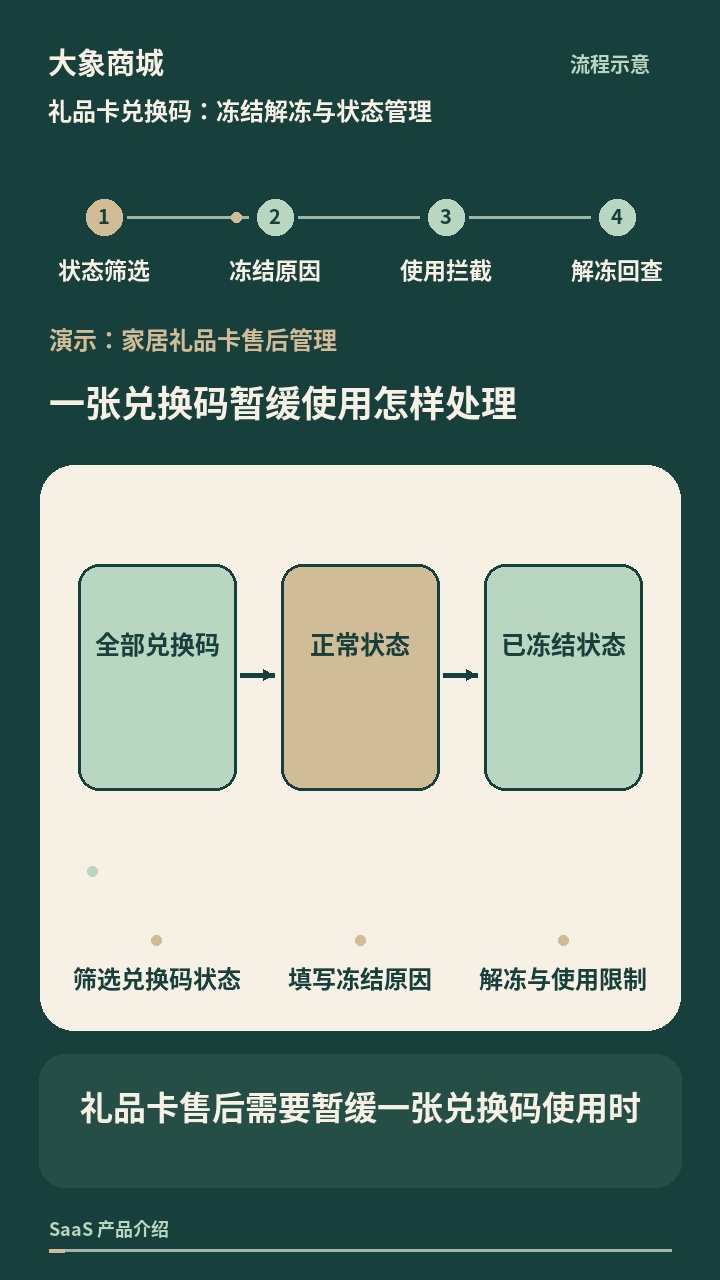 大象商城
流程示意
礼品卡兑换码：冻结解冻与状态管理
1 2 3 4
状态筛选 冻结原因 使用拦截 解冻回查
演示：家居礼品卡售后管理
一张兑换码暂缓使用怎样处理
全部兑换码 正常状态 已冻结状态
筛选兑换码状态 填写冻结原因 解冻与使用限制
礼品卡售后需要暂缓一张兑换码使用时
SaaS 产品介绍